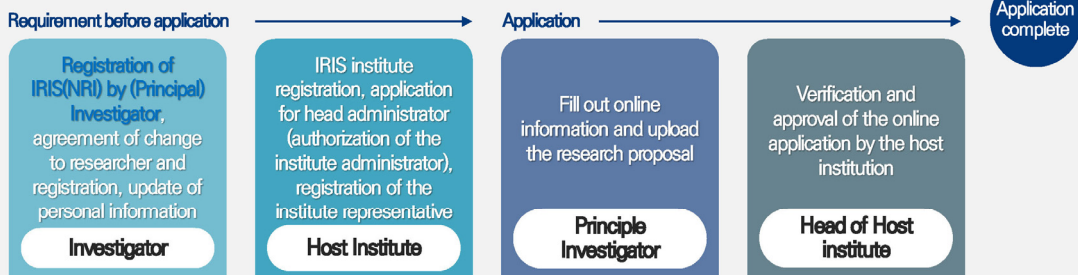 Requirement before application
Application
Application
complete
Registration of
IRIS(NRI) by (Principal)
Investigator,
agreement of change
to researcher and
registration, update of
personal information
Investigator
IRIS institute
registration, application
for head administrator
(authorization of the
institute administrator),
registration of the
institute representative
Host Institute
Fill out online
information and upload
the research proposal
Principle
Investigator
Verification and
approval of the online
application by the host
institution
Head of Host
institute